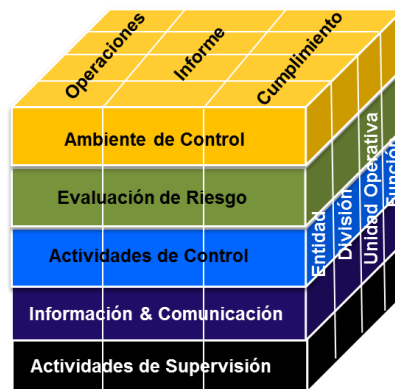 Operaciones
Informe
Cumplimiento
Ambiente de Control
Evaluación de Riesgo
Actividades de Control
Información & Comunicación
Actividades de Supervisión
Entidad
División
Unidad Operativa
Función